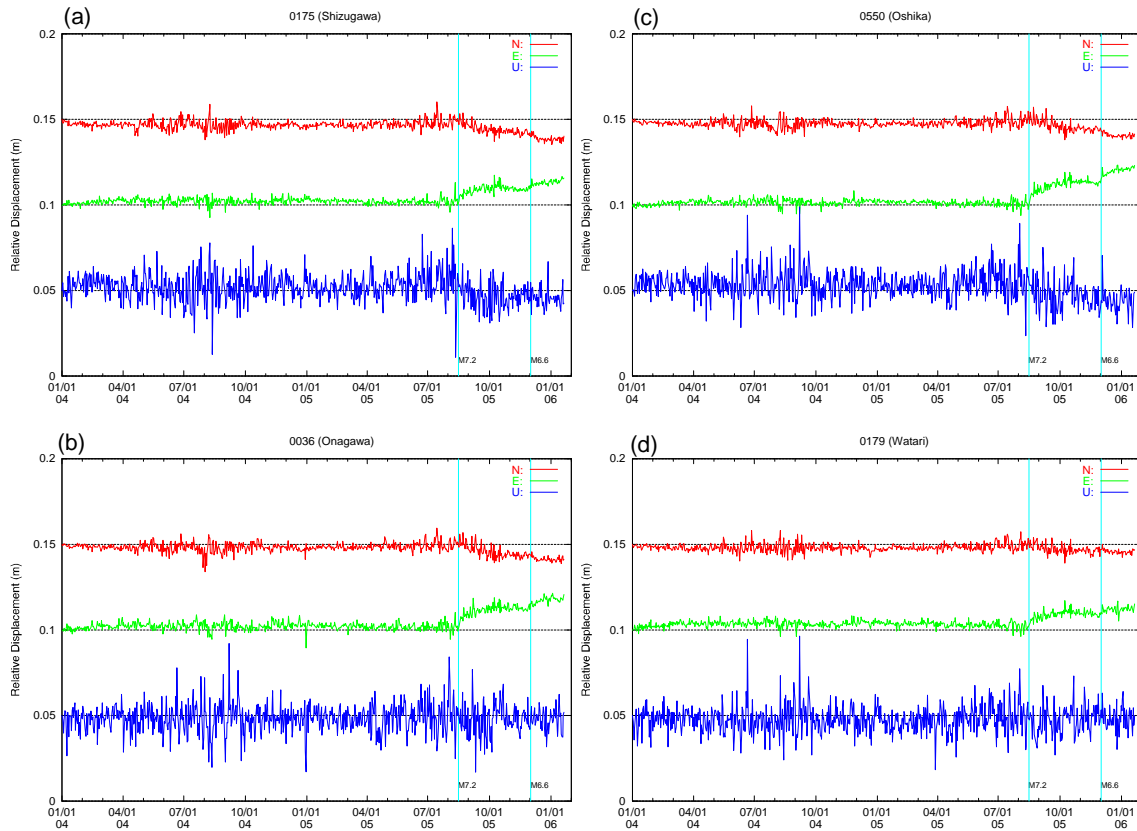 (a)
0175 (Shizugawa)
N:
E:
U:
Relative Displacement (m)
0.2
0.15
0.1
0.05
0
M7.2
M6.6
01/01 04/01 07/01 10/01 01/01 04/01 07/01 10/01 01/01
04 04 04 04 05 05 05 05 06
(c)
0550 (Oshika)
N:
E:
U:
Relative Displacement (m)
0.2
0.15
0.1
0.05
0
M7.2
M6.6
01/01 04/01 07/01 10/01 01/01 04/01 07/01 10/01 01/01
04 04 04 04 05 05 05 05 06
(b)
0036 (Onagawa)
N:
E:
U:
Relative Displacement (m)
0.2
0.15
0.1
0.05
0
M7.2
M6.6
01/01 04/01 07/01 10/01 01/01 04/01 07/01 10/01 01/01
04 04 04 04 05 05 05 05 06
(d)
0179 (Watari)
N:
E:
U:
Relative Displacement (m)
0.2
0.15
0.1
0.05
0
M7.2
M6.6
01/01 04/01 07/01 10/01 01/01 04/01 07/01 10/01 01/01
04 04 04 04 05 05 05 05 06